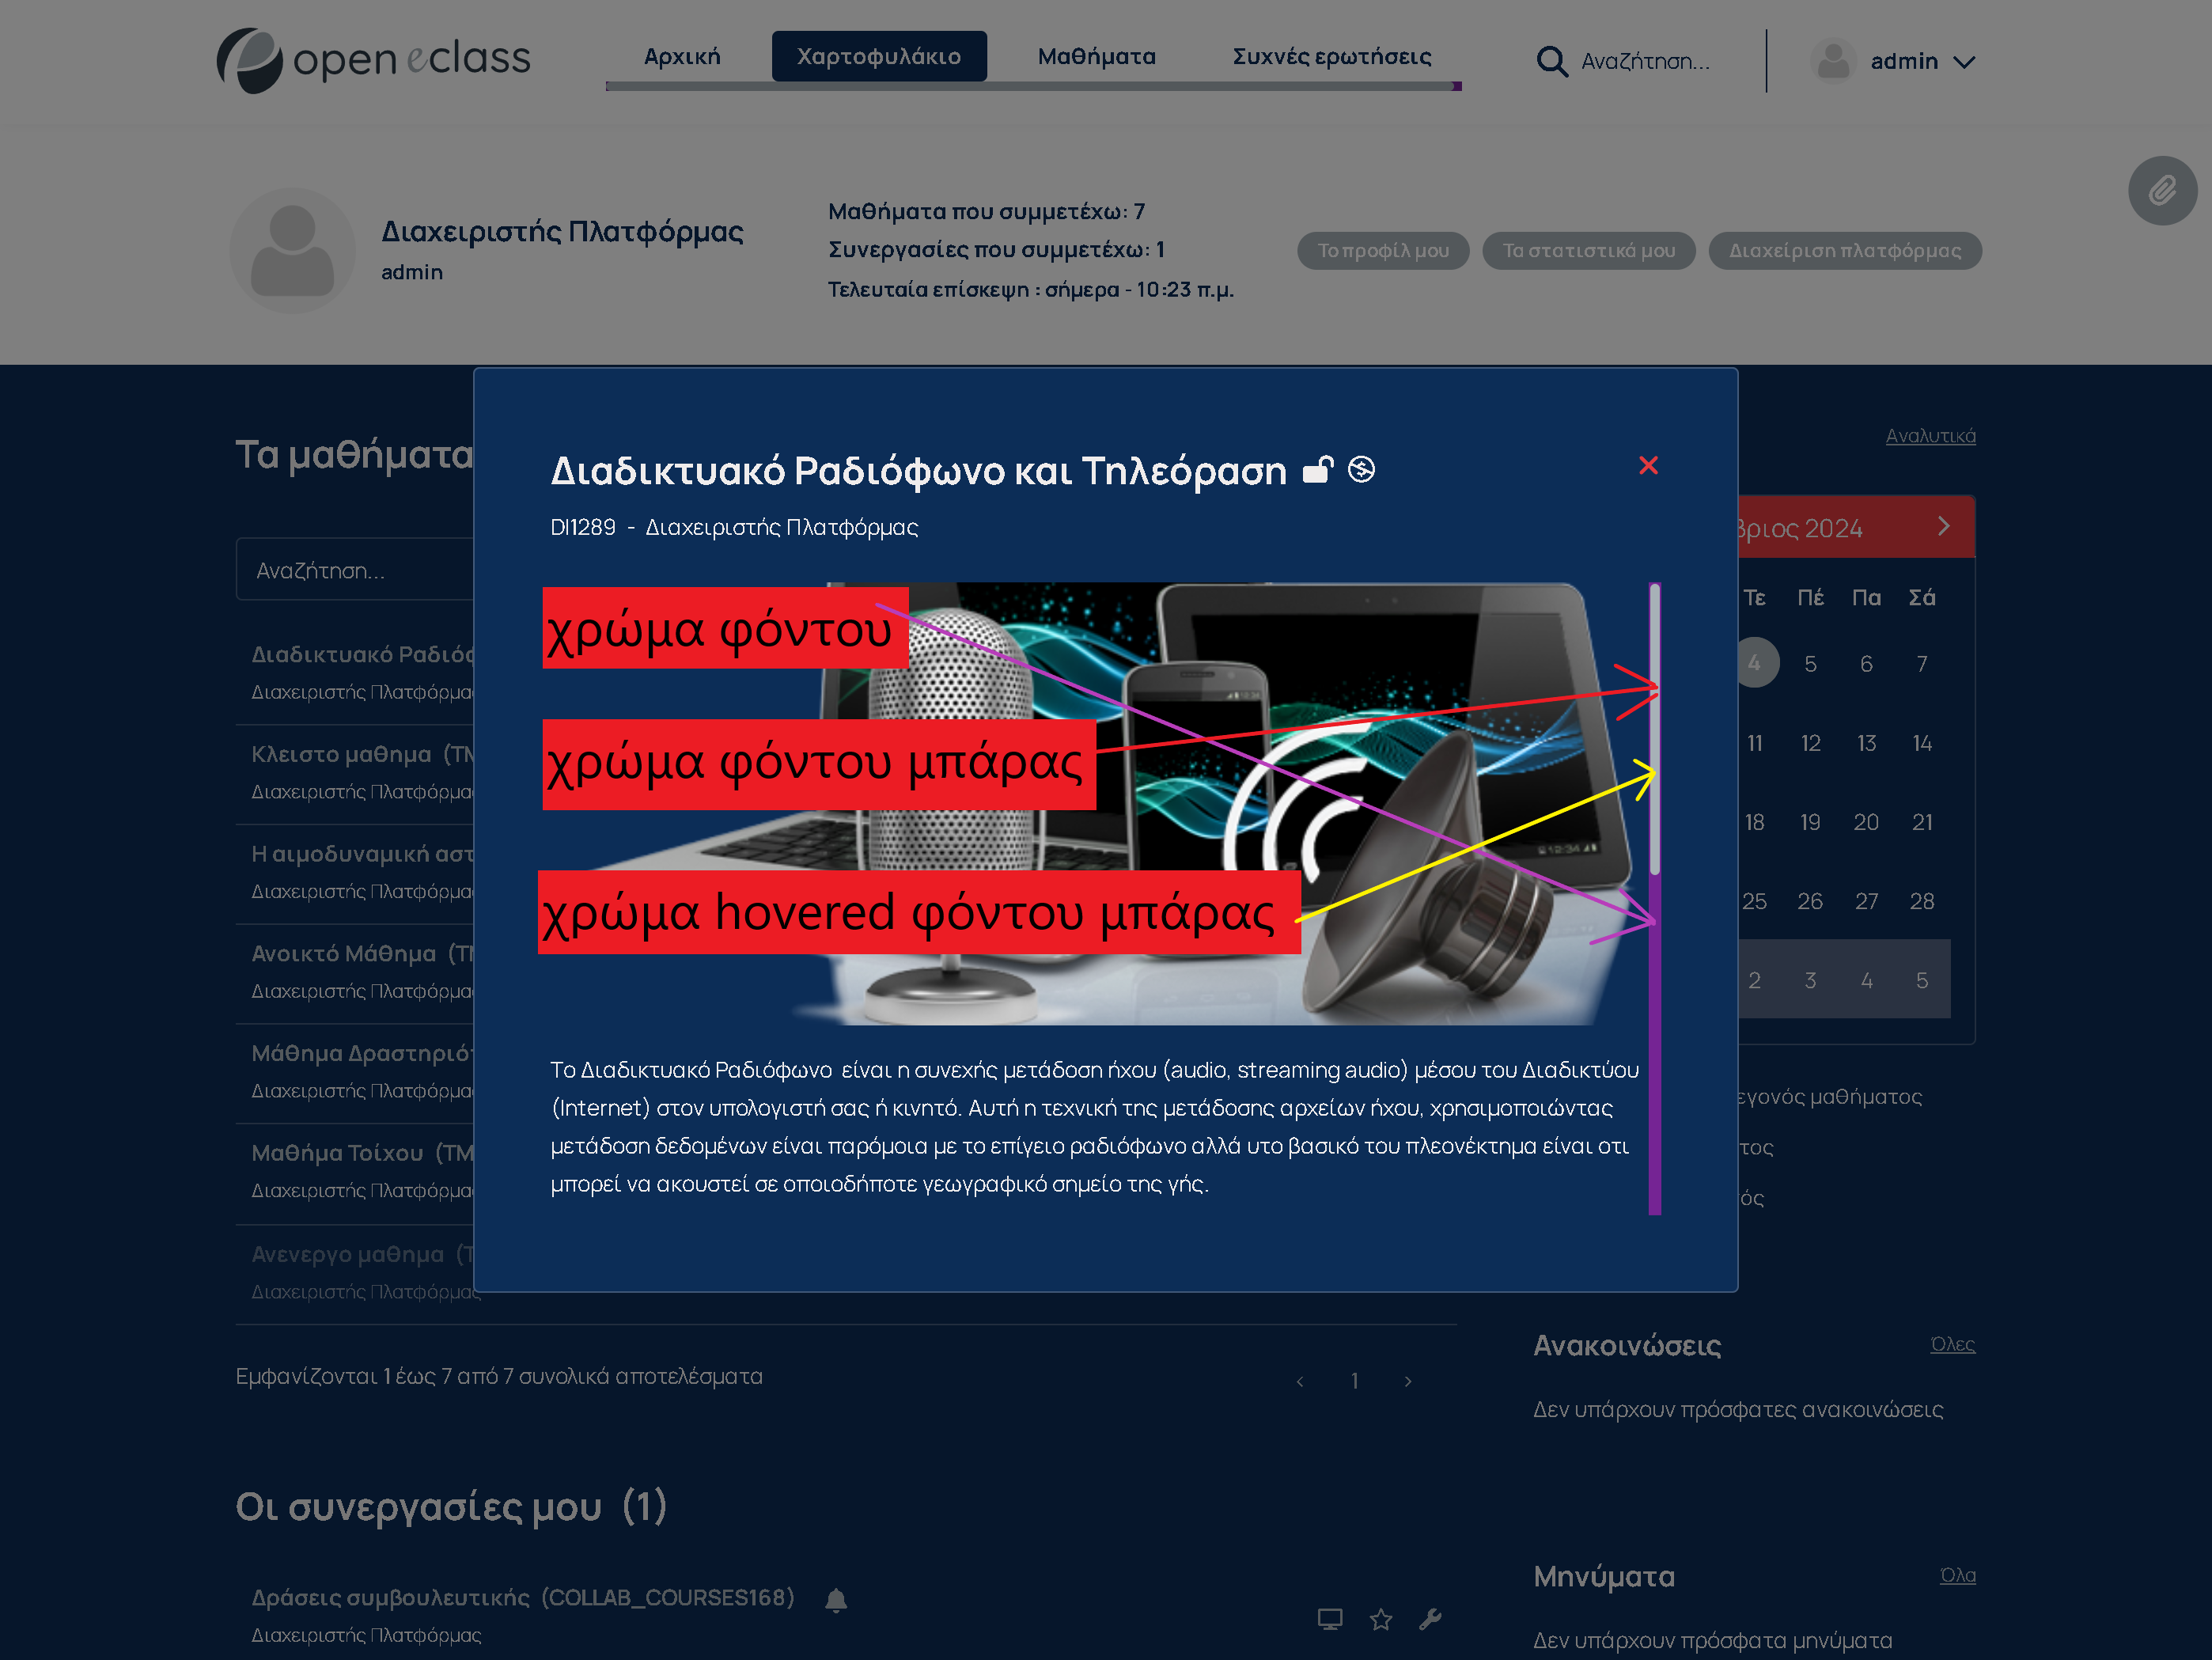 open eclass
Αρχική
Χαρτοφυλάκιο
Μαθήματα
Συχνές ερωτήσεις
Αναζήτηση...
admin
Διαχειριστής Πλατφόρμας
admin
Μαθήματα που συμμετέχω: 7
Συνεργασίες που συμμετέχω: 1
Τελευταία επίσκεψη : σήμερα - 10:23 π.μ.
Το προφίλ μου
Τα στατιστικά μου
Διαχείριση πλατφόρμας
Τα μαθήματα
Αναζήτηση...
Διαδικτυακό Ραδιόφ
Διαχειριστής Πλατφόρμας
Κλειστο μαθημα (ΤΜ
Διαχειριστής Πλατφόρμας
Η αιμοδυναμική αστ
Διαχειριστής Πλατφόρμας
Ανοικτό Μάθημα (ΤΜ
Διαχειριστής Πλατφόρμας
Μάθημα Δραστηριότ
Διαχειριστής Πλατφόρμας
Μαθήμα Τοίχου (ΤΜ
Διαχειριστής Πλατφόρμας
Ανενεργο μαθημα (Τ
Διαχειριστής Πλατφόρμας
Εμφανίζονται 1 έως 7 από 7 συνολικά αποτελέσματα
1
Διαδικτυακό Ραδιόφωνο και Τηλεόραση
DI1289 - Διαχειριστής Πλατφόρμας
χρώμα φόντου
χρώμα φόντου μπάρας
χρώμα hovered φόντου μπάρας
12:34
Το Διαδικτυακό Ραδιόφωνο είναι η συνεχής μετάδοση ήχου (audio, streaming audio) μέσου του Διαδικτύου
(Internet) στον υπολογιστή σας ή κινητό. Αυτή η τεχνική της μετάδοσης αρχείων ήχου, χρησιμοποιώντας
μετάδοση δεδομένων είναι παρόμοια με το επίγειο ραδιόφωνο αλλά υτο βασικό του πλεονέκτημα είναι οτι
μπορεί να ακουστεί σε οποιοδήποτε γεωγραφικό σημείο της γής.
Αναλυτικά
βριος 2024
Τε Πέ Πα Σά
4 5 6 7
11 12 13 14
18 19 20 21
25 26 27 28
2 3 4 5
εγονός μαθήματος
τος
ός
Ανακοινώσεις
Όλες
Δεν υπάρχουν πρόσφατες ανακοινώσεις
Οι συνεργασίες μου (1)
Δράσεις συμβουλευτικής (COLLAB_COURSES168)
Διαχειριστής Πλατφόρμας
Μηνύματα
Όλα
Δεν υπάρχουν πρόσφατα μηνύματα